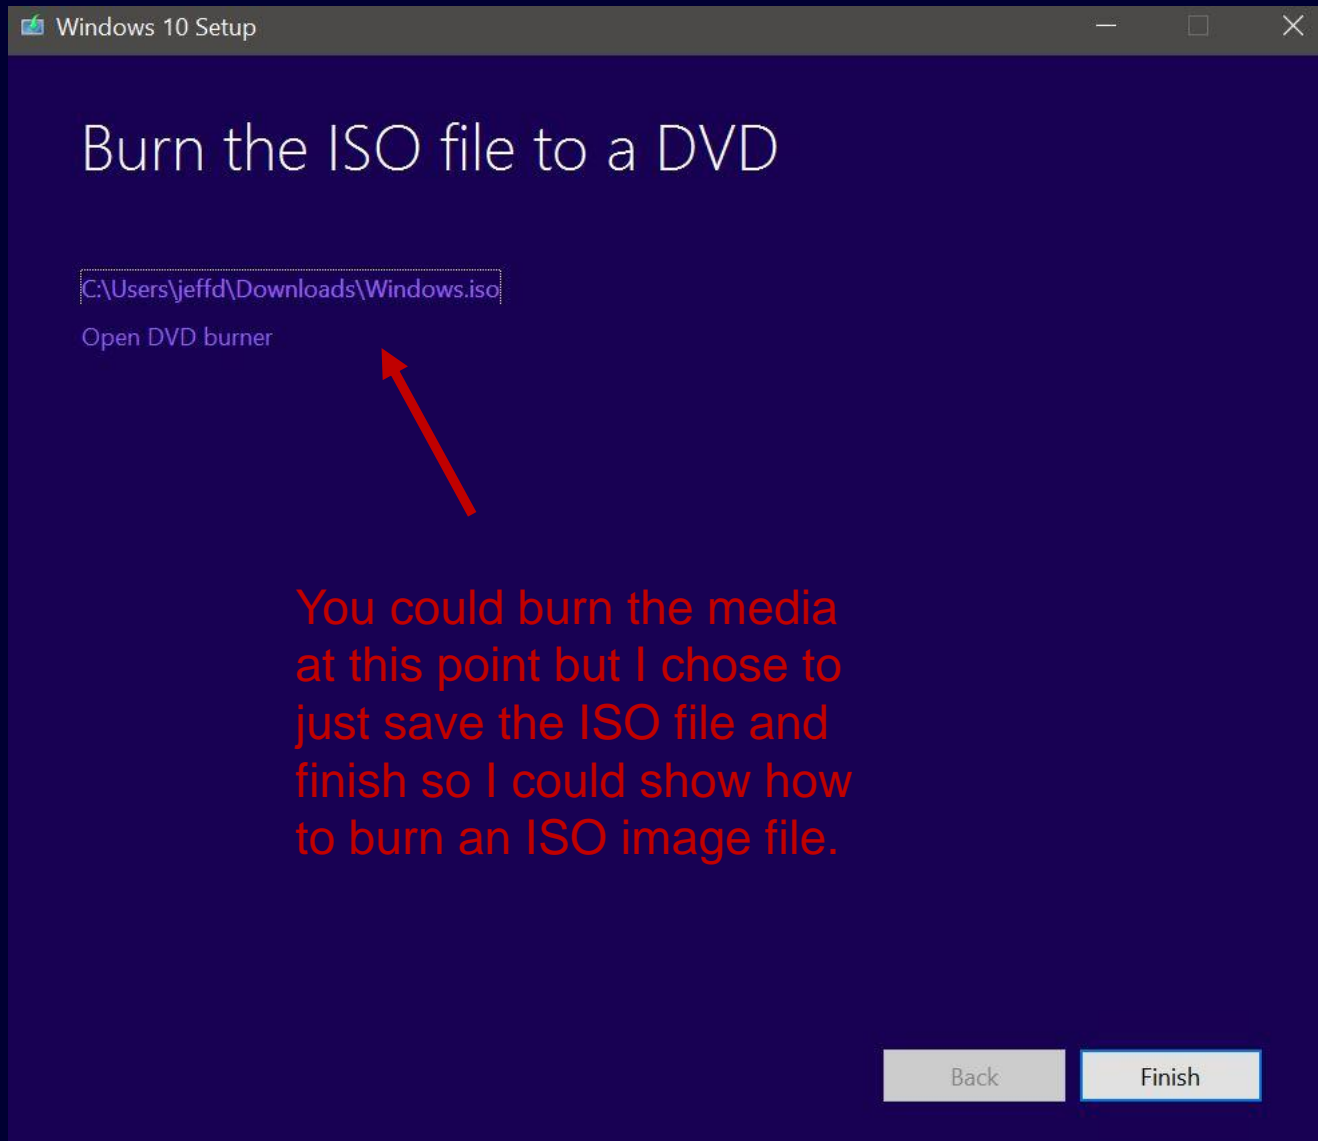 Windows 10 Setup
Burn the ISO file to a DVD
C:\Users\jeffd\Downloads\Windows.iso
Open DVD burner
You could burn the media
at this point but I chose to
just save the ISO file and
finish so I could show how
to burn an ISO image file.
Back
Finish